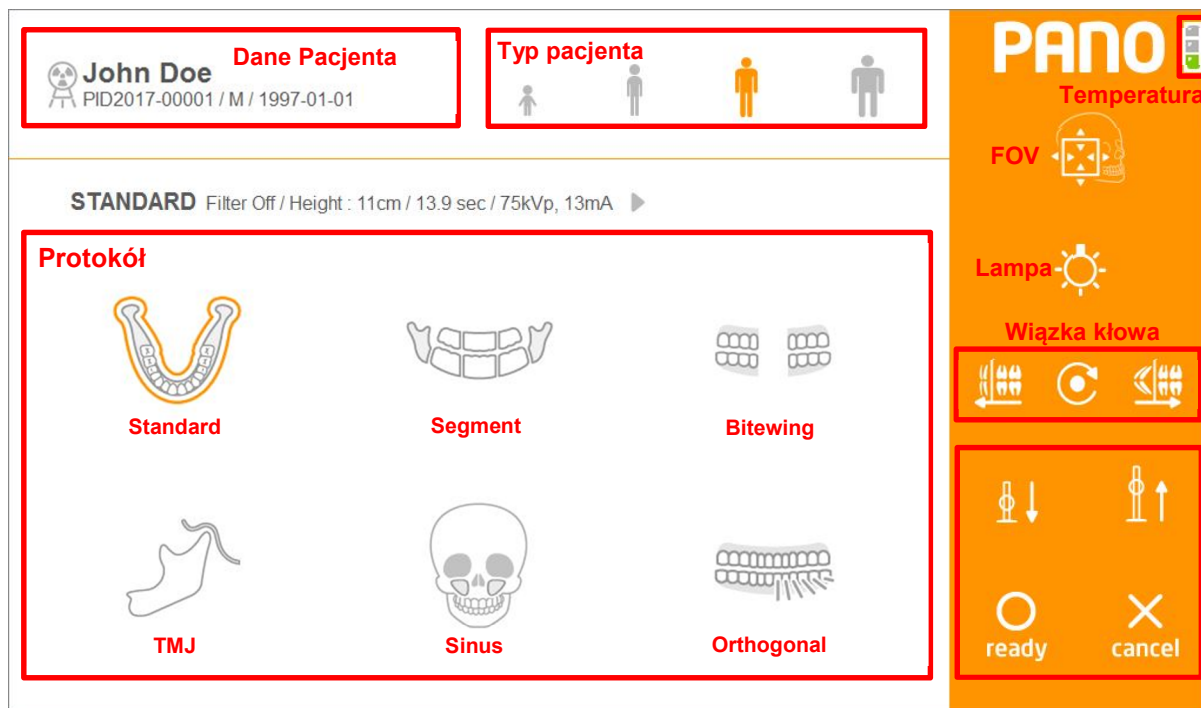 Dane Pacjenta
John Doe
PID2017-00001 / M / 1997-01-01
Typ pacjenta
PANO
Temperatura
FOV
STANDARD Filter Off / Height : 11cm / 13.9 sec / 75kVp, 13mA
Protokół
Lampa
Wiązka kłowa
Standard
Segment
Bitewing
TMJ
Sinus
Orthogonal
ready
cancel